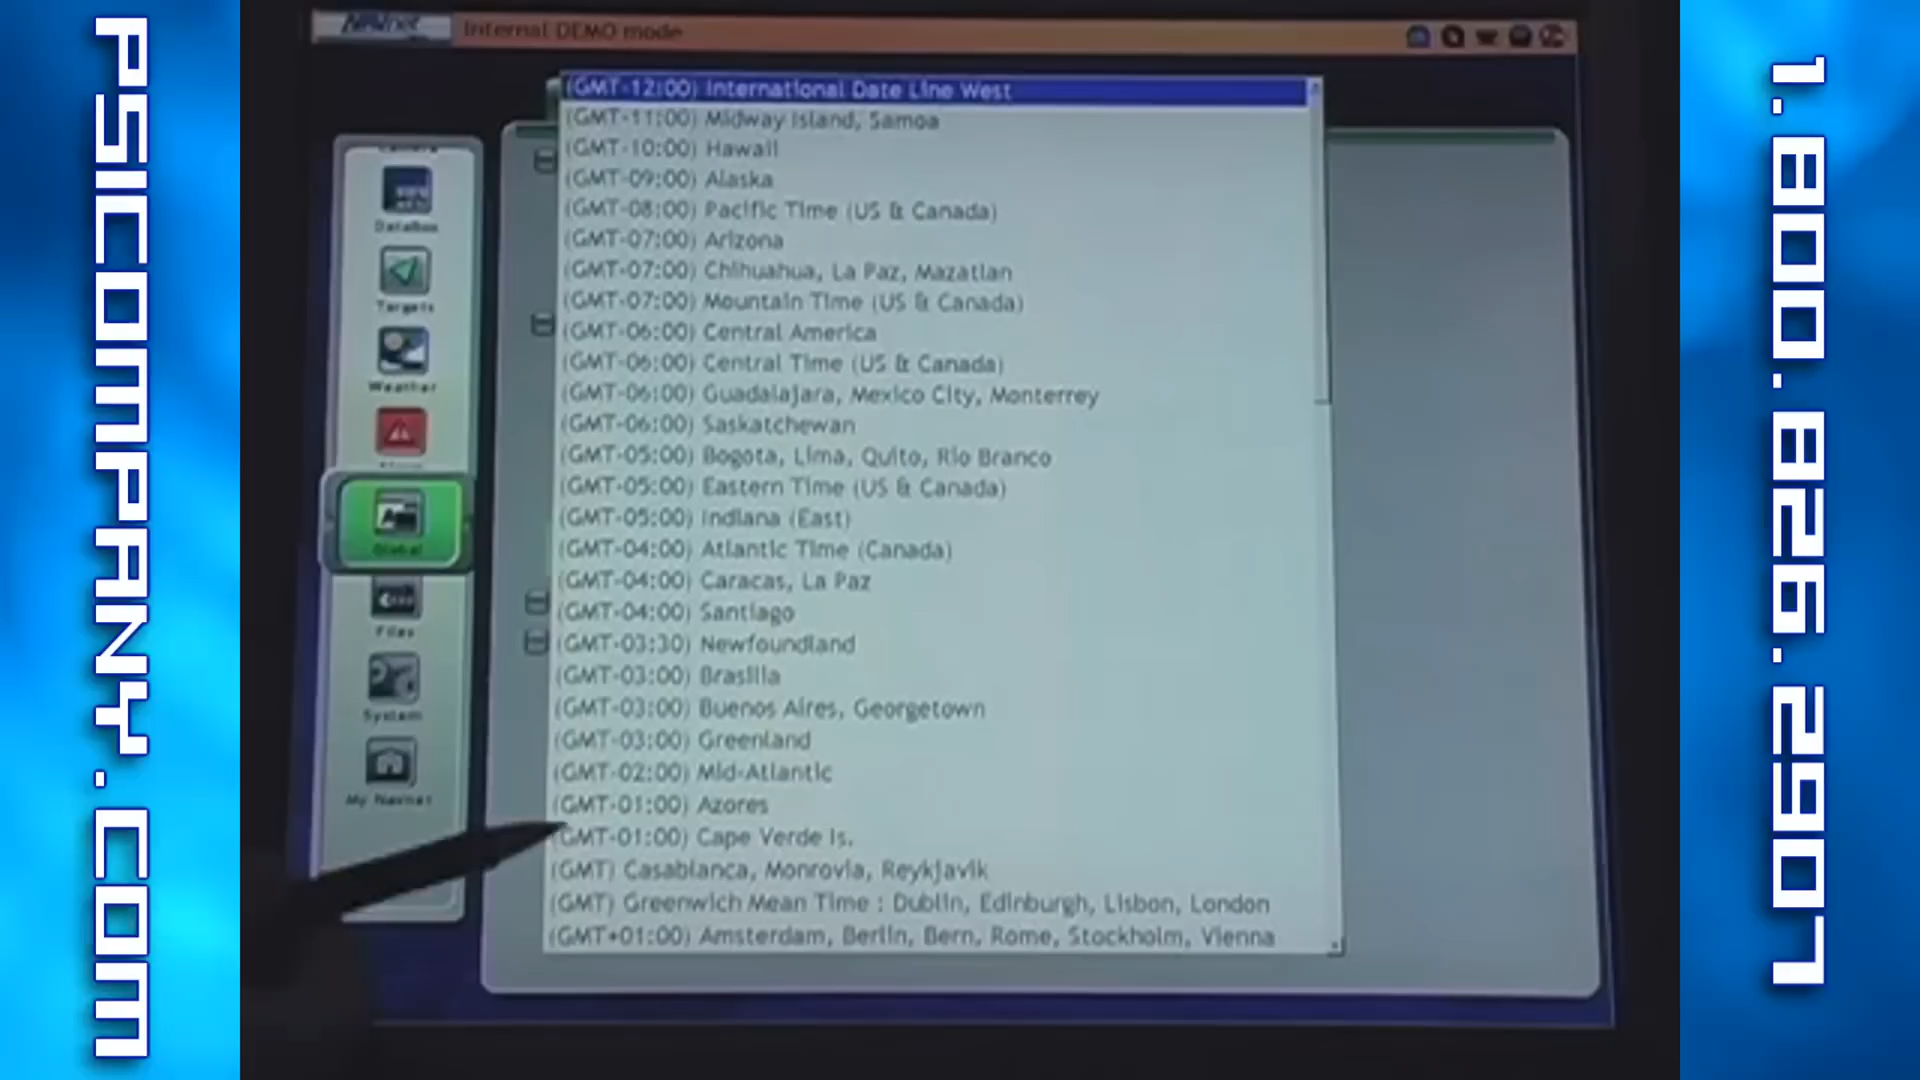 PSICOMPANY.COM
NavNet
Internal DEMO mode
DataBox
Targets
Weather
Global
Files
System
My Navnet
(GMT-12:00) International Date Line West
(GMT-11:00) Midway Island, Samoa
(GMT-10:00) Hawaii
(GMT-09:00) Alaska
(GMT-08:00) Pacific Time (US & Canada)
(GMT-07:00) Arizona
(GMT-07:00) Chihuahua, La Paz, Mazatlan
(GMT-07:00) Mountain Time (US & Canada)
(GMT-06:00) Central America
(GMT-06:00) Central Time (US & Canada)
(GMT-06:00) Guadalajara, Mexico City, Monterrey
(GMT-06:00) Saskatchewan
(GMT-05:00) Bogota, Lima, Quito, Rio Branco
(GMT-05:00) Eastern Time (US & Canada)
(GMT-05:00) Indiana (East)
(GMT-04:00) Atlantic Time (Canada)
(GMT-04:00) Caracas, La Paz
(GMT-04:00) Santiago
(GMT-03:30) Newfoundland
(GMT-03:00) Brasilia
(GMT-03:00) Buenos Aires, Georgetown
(GMT-03:00) Greenland
(GMT-02:00) Mid-Atlantic
(GMT-01:00) Azores
(GMT-01:00) Cape Verde Is.
(GMT) Casablanca, Monrovia, Reykjavik
(GMT) Greenwich Mean Time : Dublin, Edinburgh, Lisbon, London
(GMT+01:00) Amsterdam, Berlin, Bern, Rome, Stockholm, Vienna
1.800.826.2907